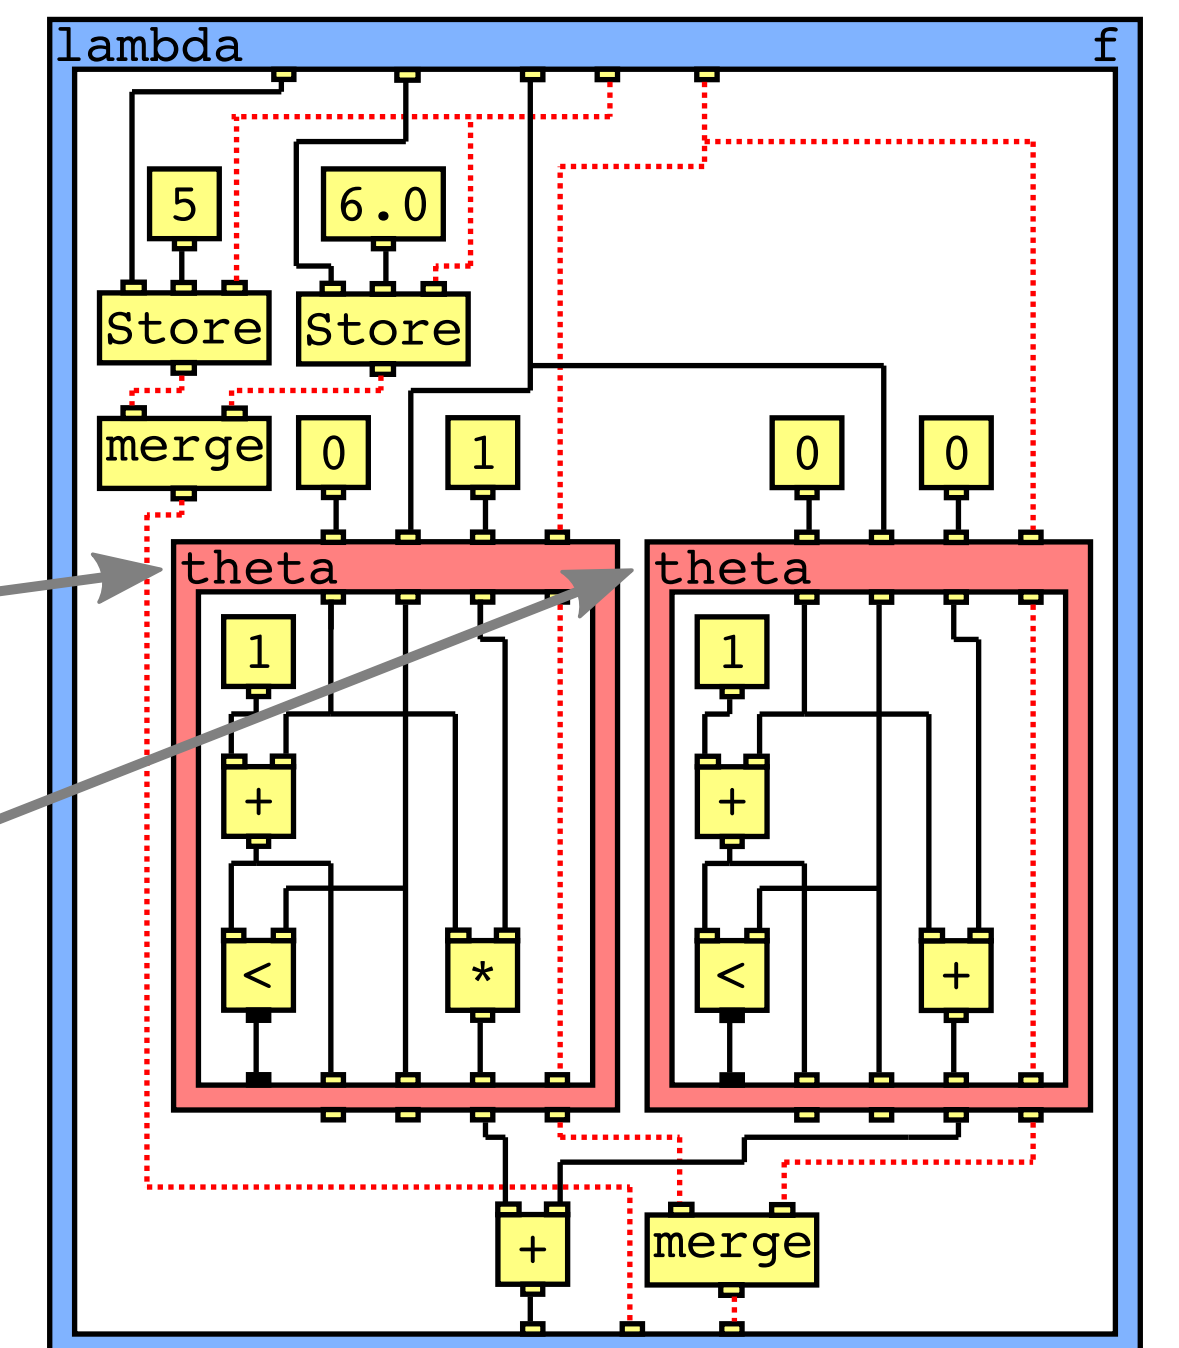 lambda f
5 6.0
Store Store
merge 0 1 0 0
theta theta
1 1
+ +
< * < +
+ merge